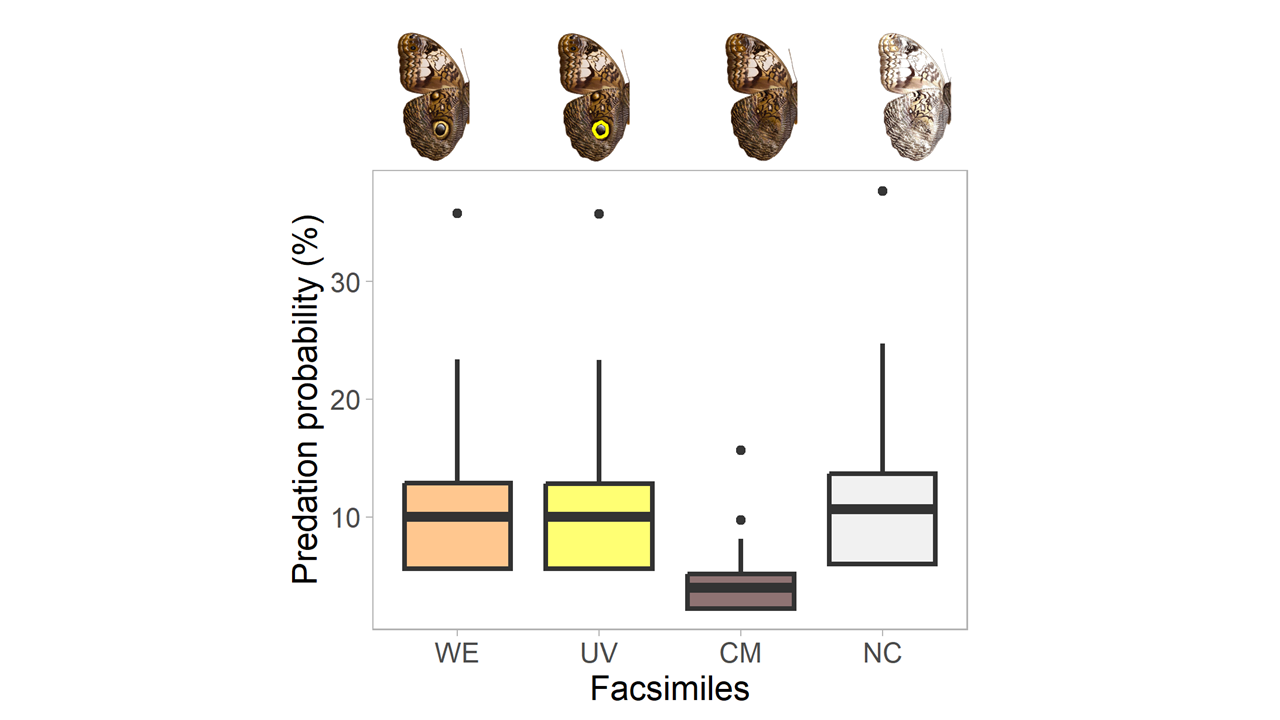 Predation probability (%)
30
20
10
WE UV CM NC
Facsimiles